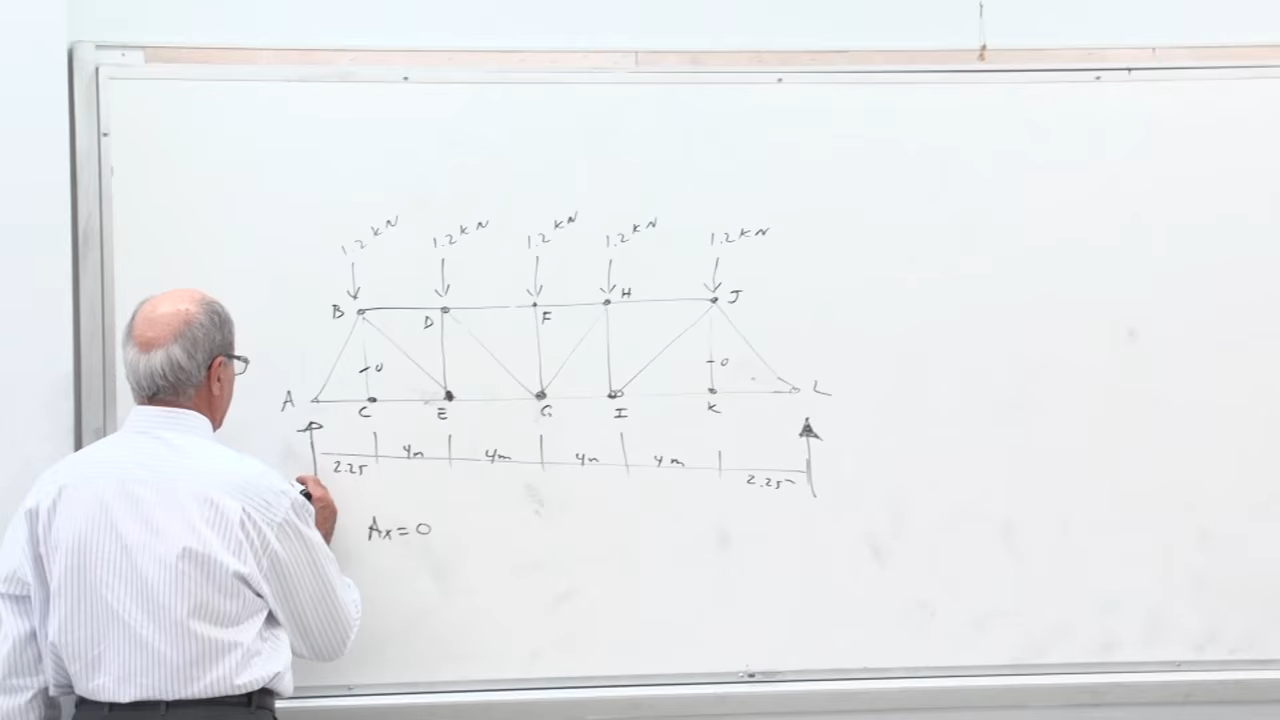 1.2 kN 1.2 kN 1.2 kN 1.2 kN 1.2 kN
B D F H J
0 0
A C E G I K L
2.25 4m 4m 4m 4m 2.25
Ax = 0